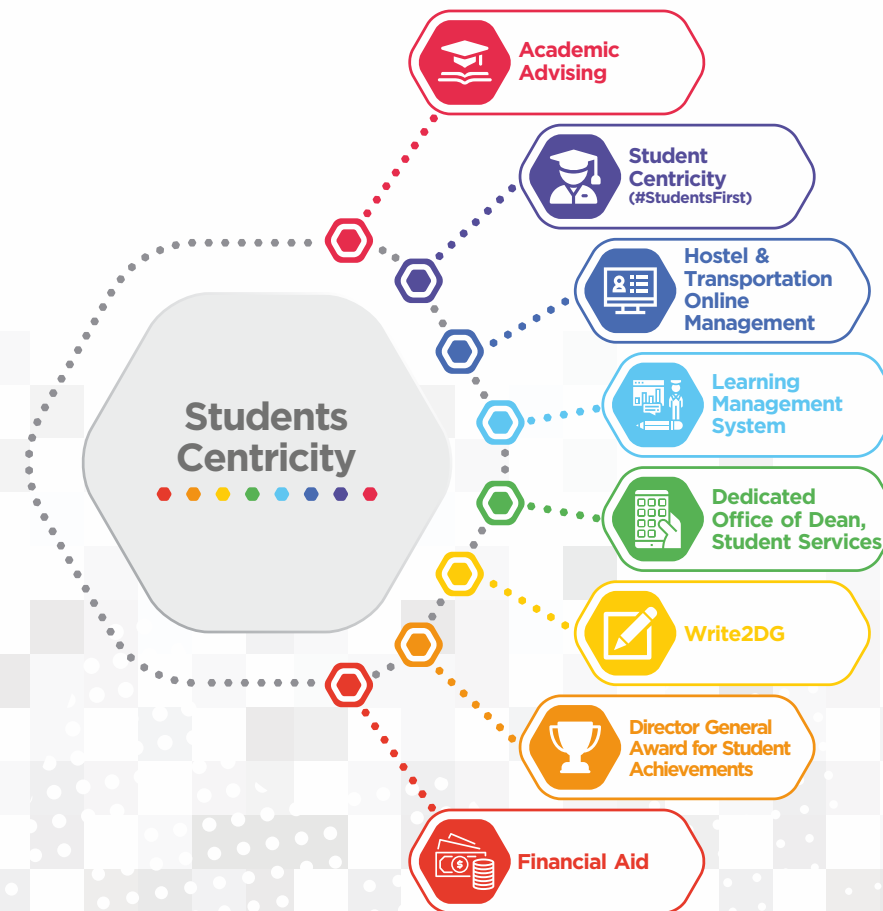 Academic
Advising
Student
Centricity
(#StudentsFirst)
Hostel &
Transportation
Online
Management
Learning
Management
System
Students
Centricity
Dedicated
Office of Dean,
Student Services
Write2DG
Director General
Award for Student
Achievements
Financial Aid